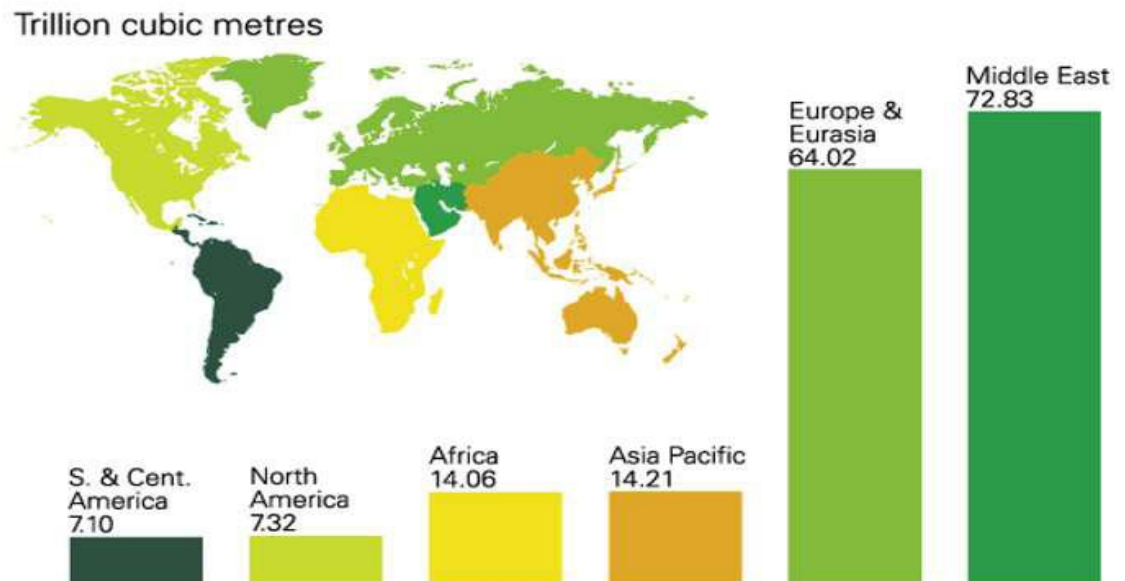 Trillion cubic metres
Middle East
72.83
Europe &
Eurasia
64.02
Africa
14.06
Asia Pacific
14.21
S. & Cent.
America
7.10
North
America
7.32